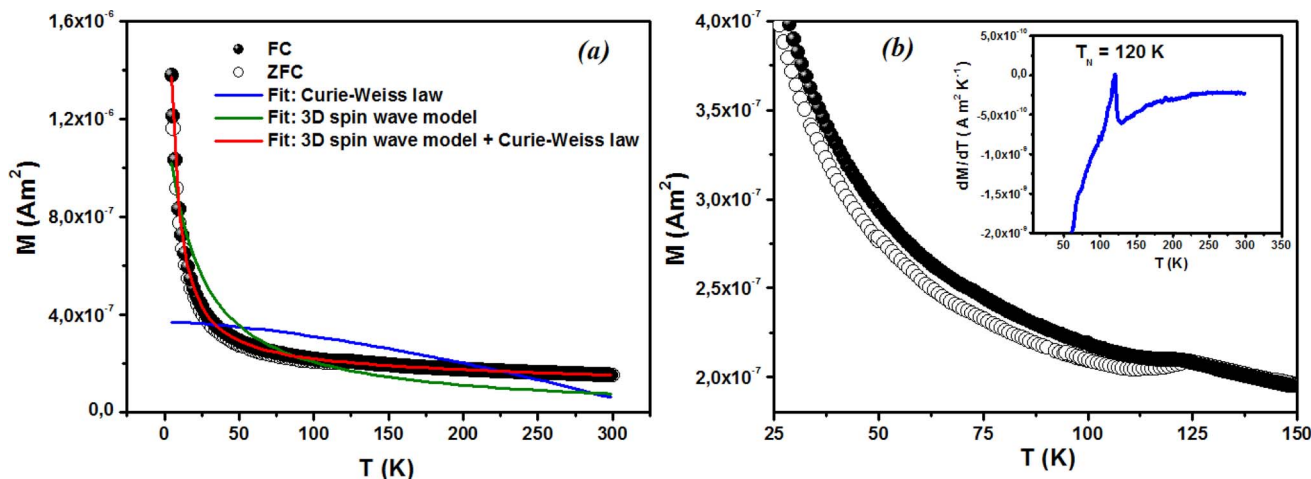 1,6x10⁻⁶
1,2x10⁻⁶
8,0x10⁻⁷
4,0x10⁻⁷
0,0
M (Am²)
0 50 100 150 200 250 300
T (K)
(a)
FC
ZFC
Fit: Curie-Weiss law
Fit: 3D spin wave model
Fit: 3D spin wave model + Curie-Weiss law
4,0x10⁻⁷
3,5x10⁻⁷
3,0x10⁻⁷
2,5x10⁻⁷
2,0x10⁻⁷
M (Am²)
25 50 75 100 125 150
T (K)
(b)
5,0x10⁻¹⁰
0,0
-5,0x10⁻¹⁰
-1,0x10⁻⁹
-1,5x10⁻⁹
-2,0x10⁻⁹
dM/dT ( A m² K⁻¹)
T_N = 120 K
50 100 150 200 250 300 350
T (K)